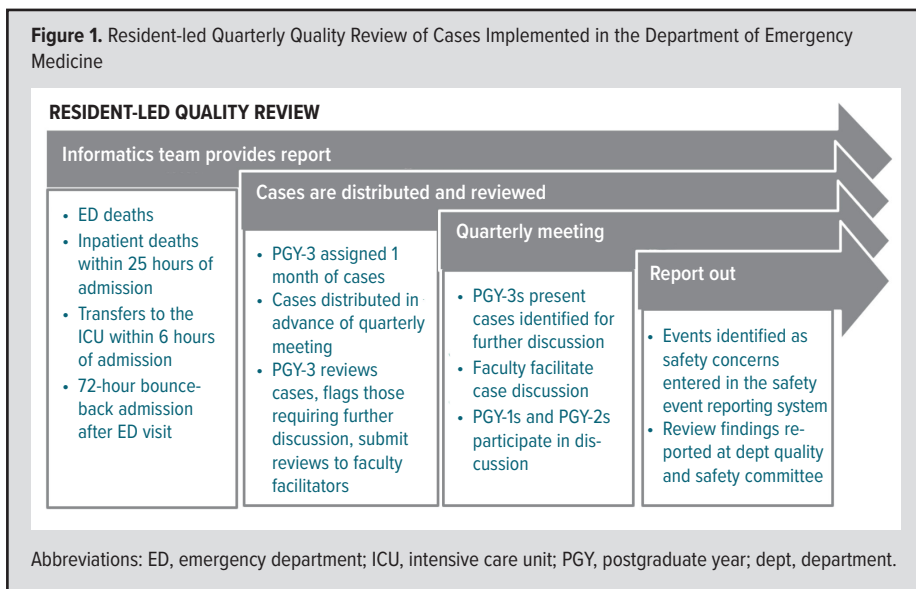 Figure 1. Resident-led Quarterly Quality Review of Cases Implemented in the Department of Emergency
Medicine
RESIDENT-LED QUALITY REVIEW
Informatics team provides report
• ED deaths
• Inpatient deaths
within 25 hours of
admission
• Transfers to the
ICU within 6 hours
of admission
• 72-hour bounce-
back admission
after ED visit
Cases are distributed and reviewed
• PGY-3 assigned 1
month of cases
• Cases distributed in
advance of quarterly
meeting
• PGY-3 reviews
cases, flags those
requiring further
discussion, submit
reviews to faculty
facilitators
Quarterly meeting
• PGY-3s present
cases identified for
further discussion
• Faculty facilitate
case discussion
• PGY-1s and PGY-2s
participate in dis-
cussion
Report out
• Events identified as
safety concerns
entered in the safety
event reporting system
• Review findings re-
ported at dept quality
and safety committee
Abbreviations: ED, emergency department; ICU, intensive care unit; PGY, postgraduate year; dept, department.